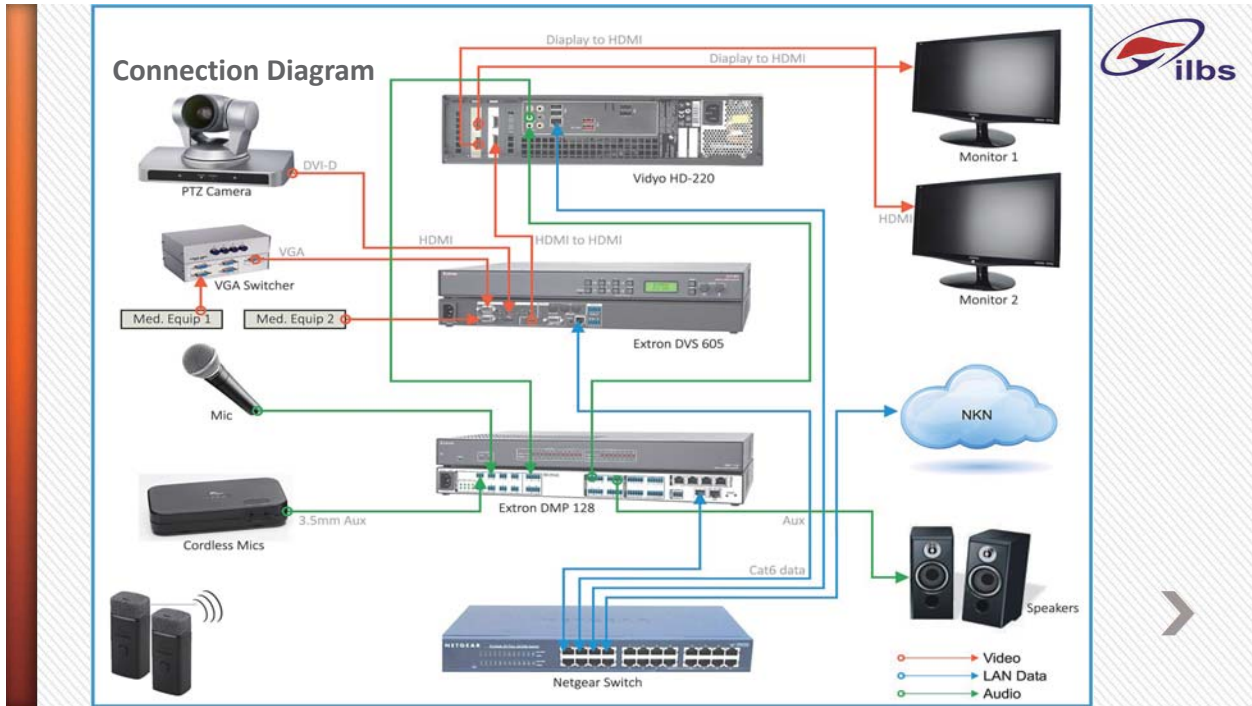 Connection Diagram
ilbs
Diaplay to HDMI
Diaplay to HDMI
Monitor 1
DVI-D
PTZ Camera
Vidyo HD-220
HDMI
Monitor 2
HDMI
HDMI to HDMI
VGA
VGA Switcher
Med. Equip 1
Med. Equip 2
Extron DVS 605
Mic
NKN
Extron DMP 128
3.5mm Aux
Aux
Cordless Mics
Cat6 data
Speakers
NETGEAR
Netgear Switch
Video
LAN Data
Audio